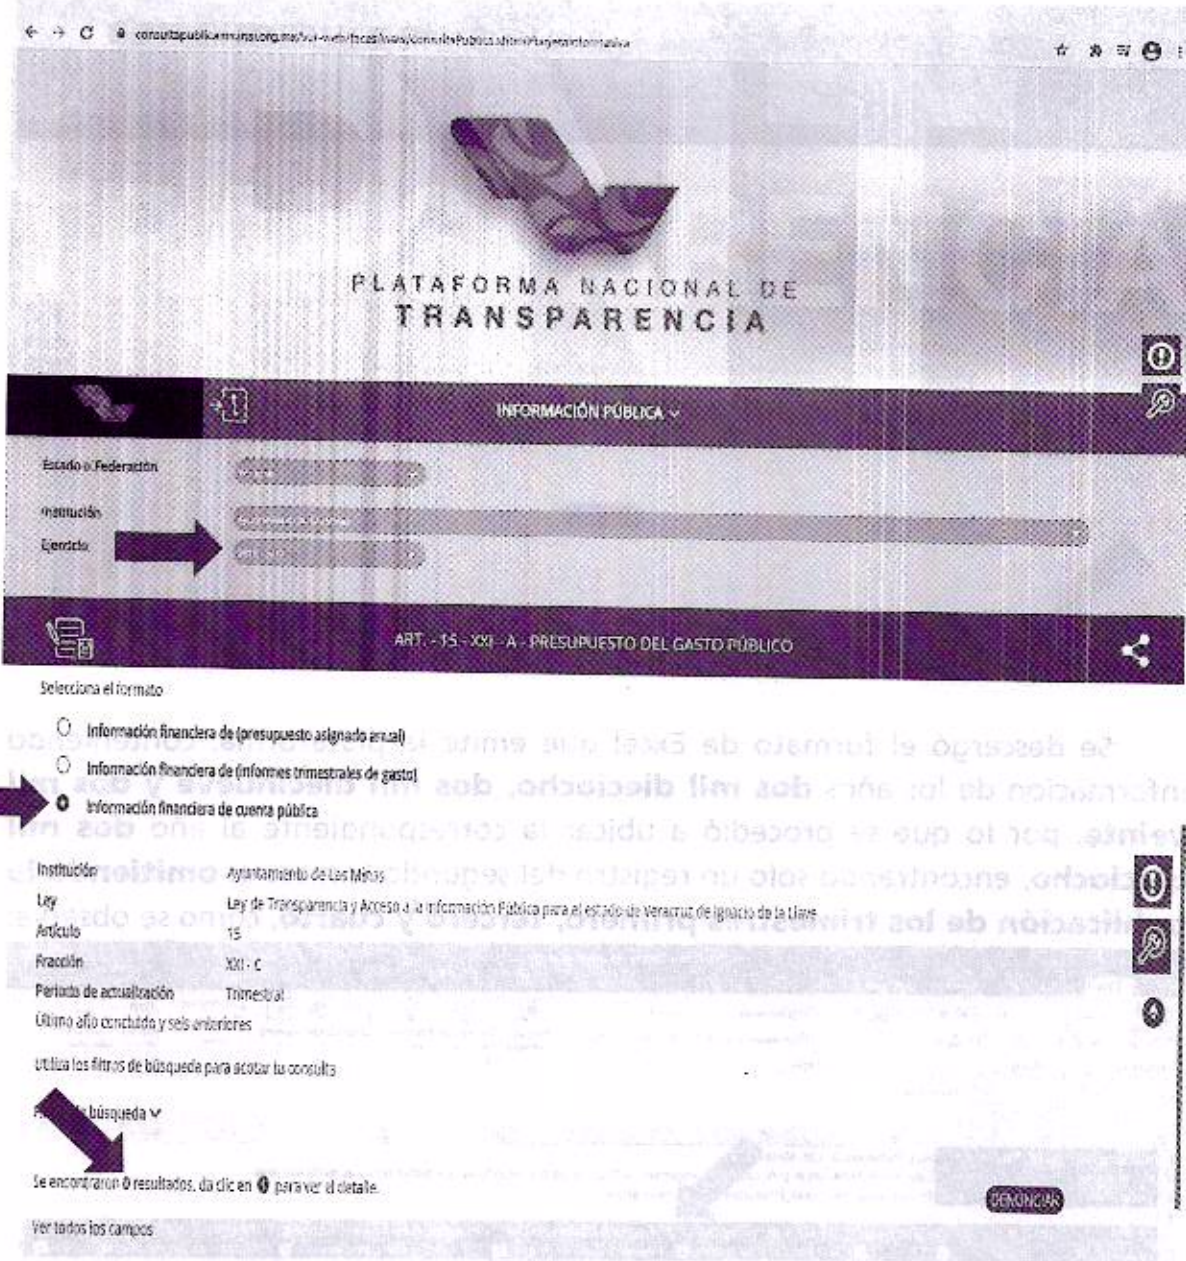 PLATAFORMA NACIONAL DE
TRANSPARENCIA
INFORMACIÓN PÚBLICA
Estado o Federación
Institución
Ejercicio
ART. - 15 - XXI - A - PRESUPUESTO DEL GASTO PÚBLICO
Selecciona el formato
Información financiera de (presupuesto asignado anual)
Información financiera de (informes trimestrales de gasto)
Información financiera de cuenta pública
Institución Ayuntamiento de Las Minas
Ley Ley de Transparencia y Acceso a la Información Pública para el estado de Veracruz de Ignacio de la Llave
Artículo 15
Fracción XXI - C
Periodo de actualización Trimestral
Último año concluido y seis anteriores
Utiliza los filtros de búsqueda para acotar tu consulta
búsqueda
Se encontraron 0 resultados, da clic en para ver el detalle.
DENUNCIAR
Ver todos los campos
Se descargó el formato de Excel que emite la plataforma, conteniendo
información de los años dos mil dieciocho, dos mil diecinueve y dos mil
veinte, por lo que se procedió a ubicar la correspondiente al año dos mil
dieciocho, encontrando solo un registro del segundo omitiendo la
de los trimestres primero, tercero y cuarto, como se observa